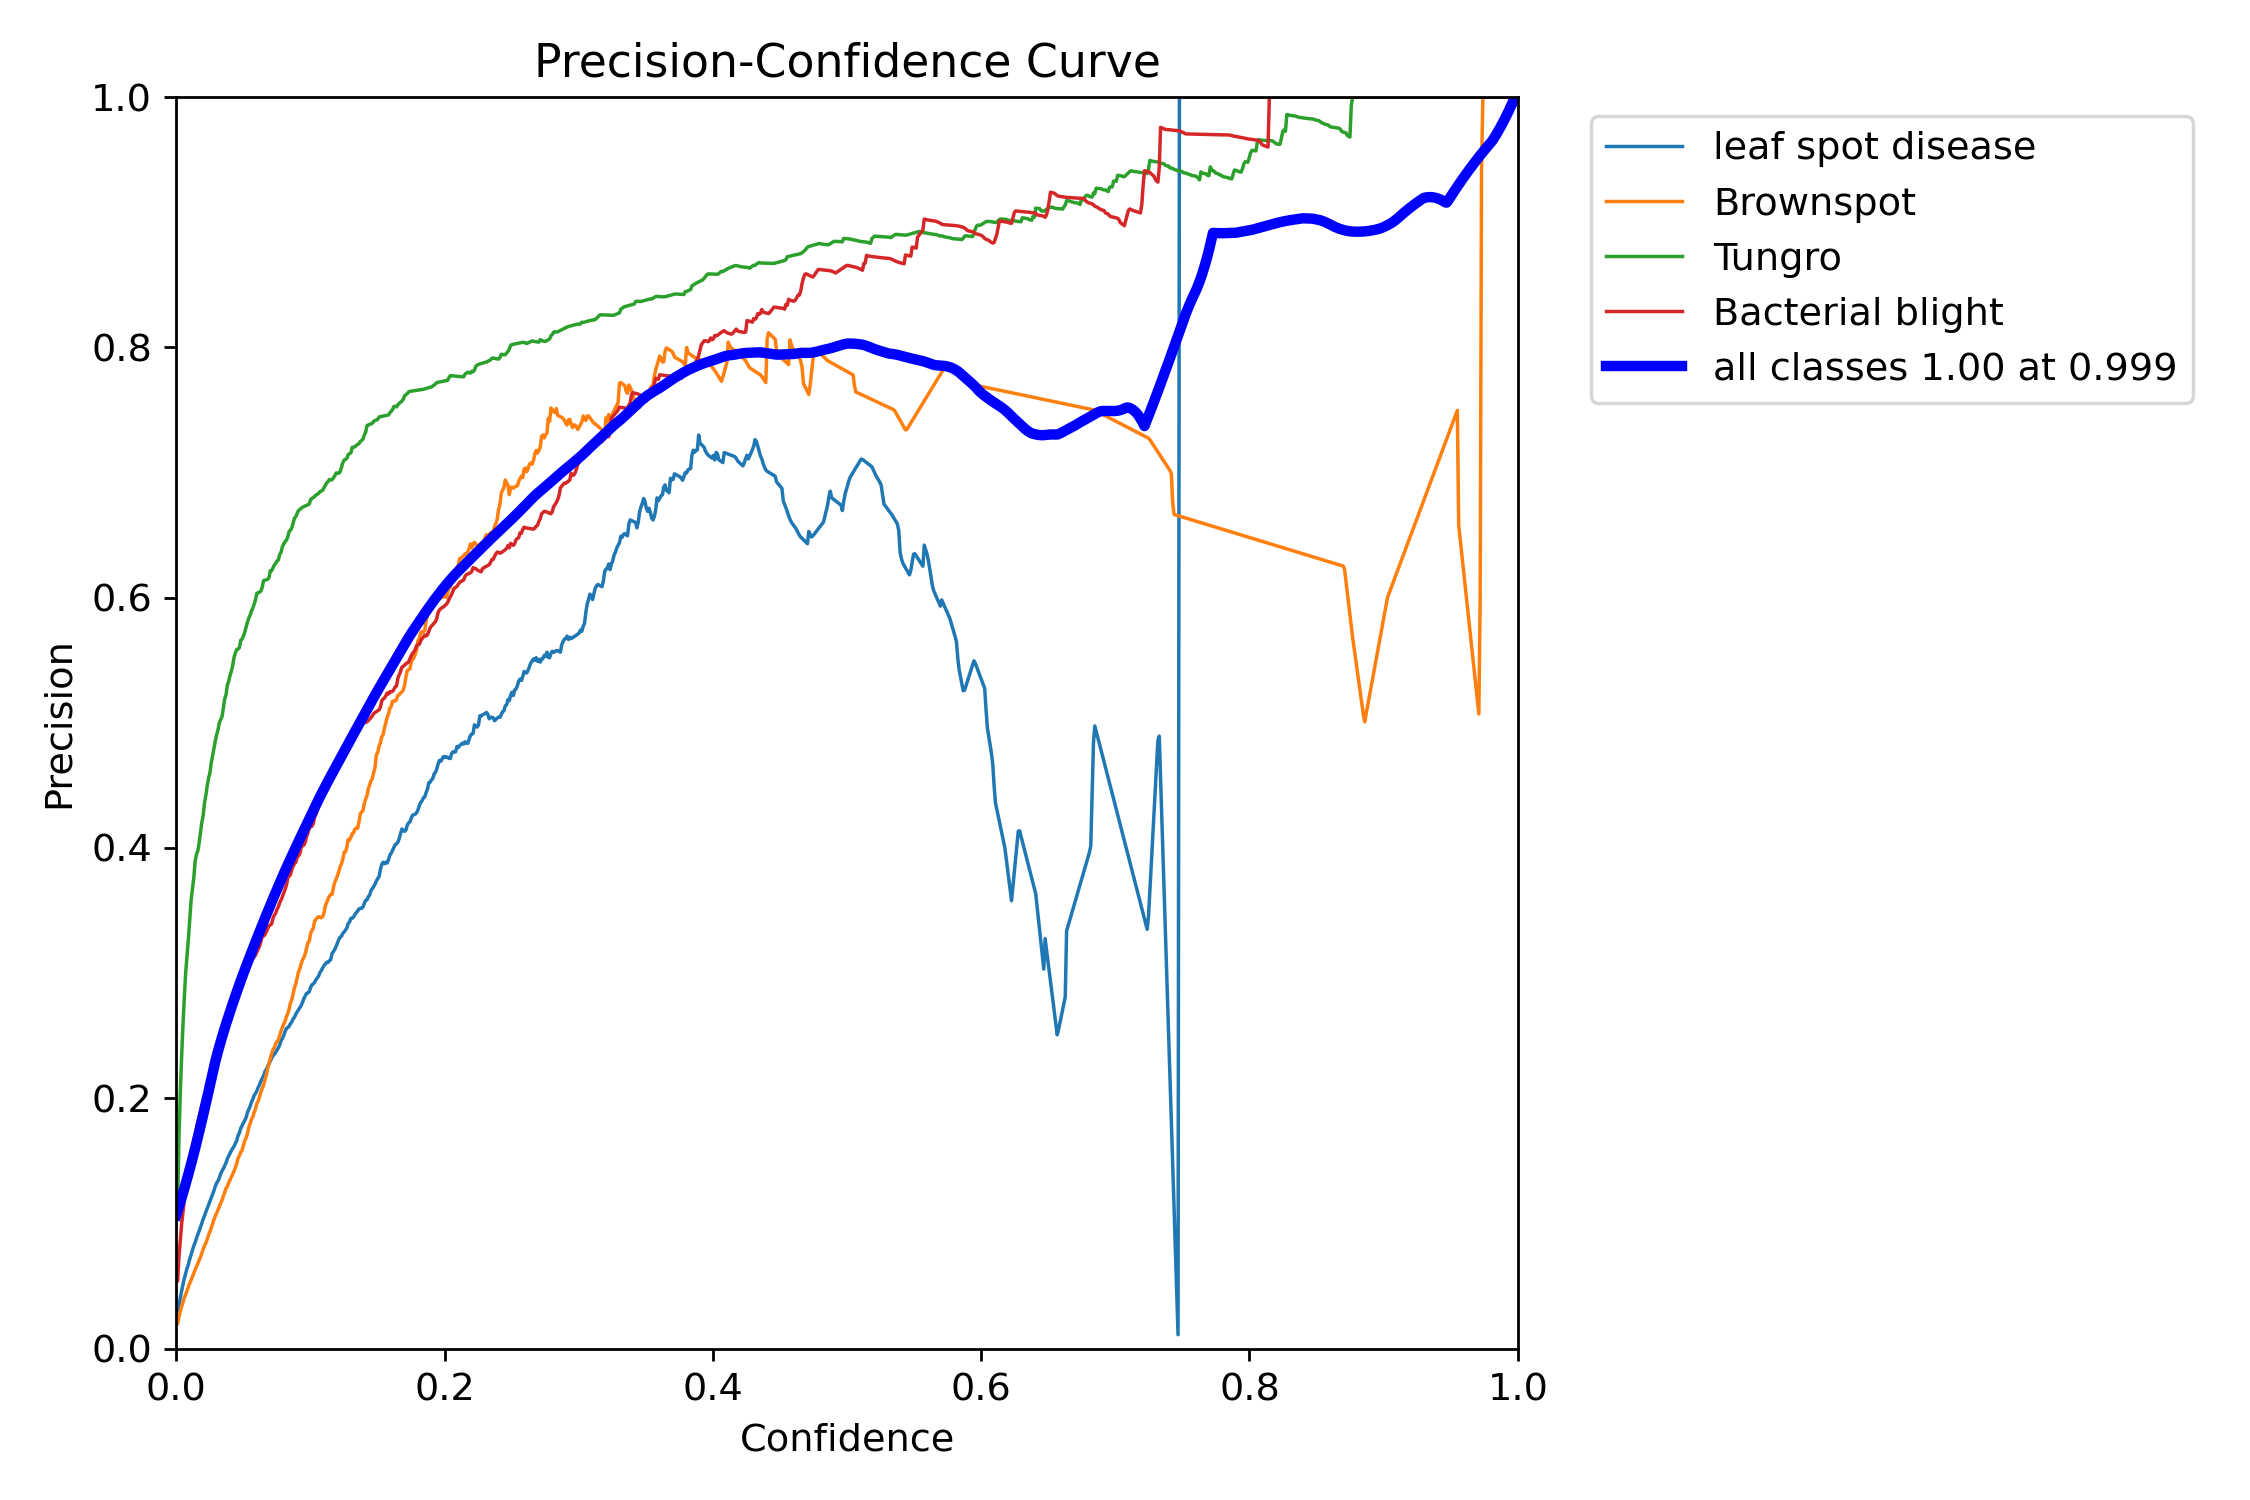 Precision-Confidence Curve
1.0
0.8
0.6
0.4
0.2
0.0
Precision
0.0 0.2 0.4 0.6 0.8 1.0
Confidence
leaf spot disease
Brownspot
Tungro
Bacterial blight
all classes 1.00 at 0.999